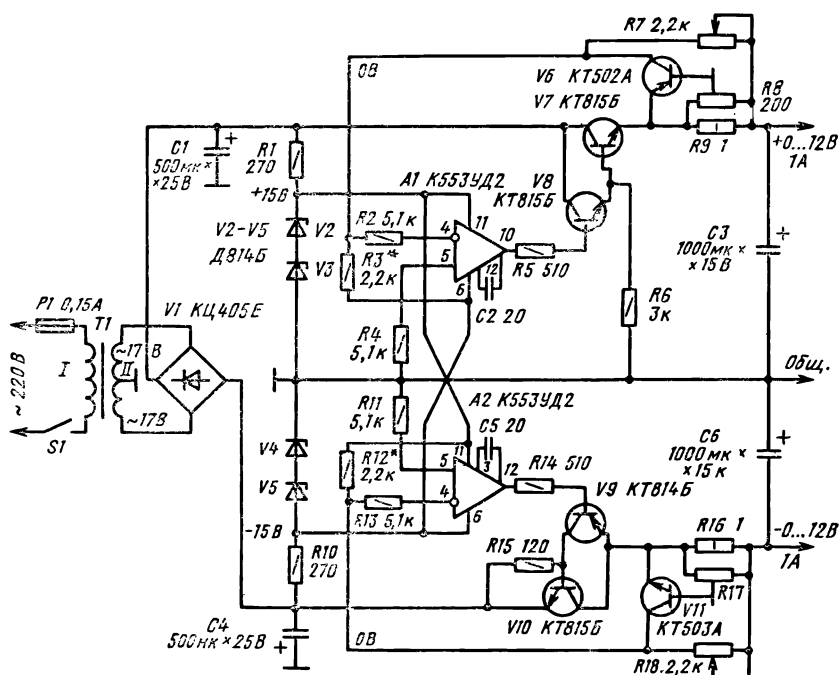 R7 2,2к
0В
V6 КТ502А
V7 КТ815Б
R8
200
R9 1
+0...12В
1А
C1
500мк×
×25В
R1
270
+15В
A1 К553УД2
V8
КТ815Б
V2-V5
Д814Б
V2
V3
R2 5,1к
R3**
2,2к
4
5
11
10
12
6
C2 20
R5 510
C3
1000мк×
×15В
R6
3к
R4
5,1к
P1 0,15А
T1
V1 КЦ405Е
~17В
I
II
~220В
~17В
S1
Общ.
R11
5,1к
A2 К553УД2
C5 20
C6
1000мк×
×15к
V4
V5
R12*
2,2к
11
5
4
3
12
6
R14 510
V9 КТ814Б
R13 5,1к
-15В
R10
270
R15 120
R16 1
-0...12В
1А
R17
V11
КТ503А
V10 КТ815Б
C4
500мк×25В
0В
R18 2,2к